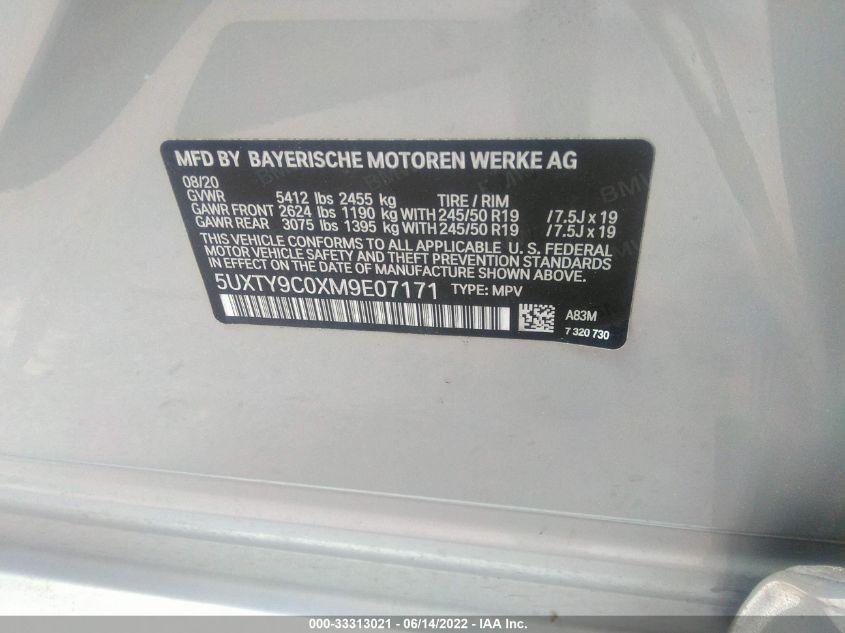 MFD BY BAYERISCHE MOTOREN WERKE AG
08/20
GVWR 5412 lbs 2455 kg TIRE / RIM
GAWR FRONT 2624 lbs 1190 kg WITH 245/50 R19 /7.5J x 19
GAWR REAR 3075 lbs 1395 kg WITH 245/50 R19 /7.5J x 19
THIS VEHICLE CONFORMS TO ALL APPLICABLE U. S. FEDERAL
MOTOR VEHICLE SAFETY AND THEFT PREVENTION STANDARDS
IN EFFECT ON THE DATE OF MANUFACTURE SHOWN ABOVE.
5UXTY9C0XM9E07171 TYPE: MPV
A83M
7 320 730
000-33313021 - 06/14/2022 - IAA, Inc.